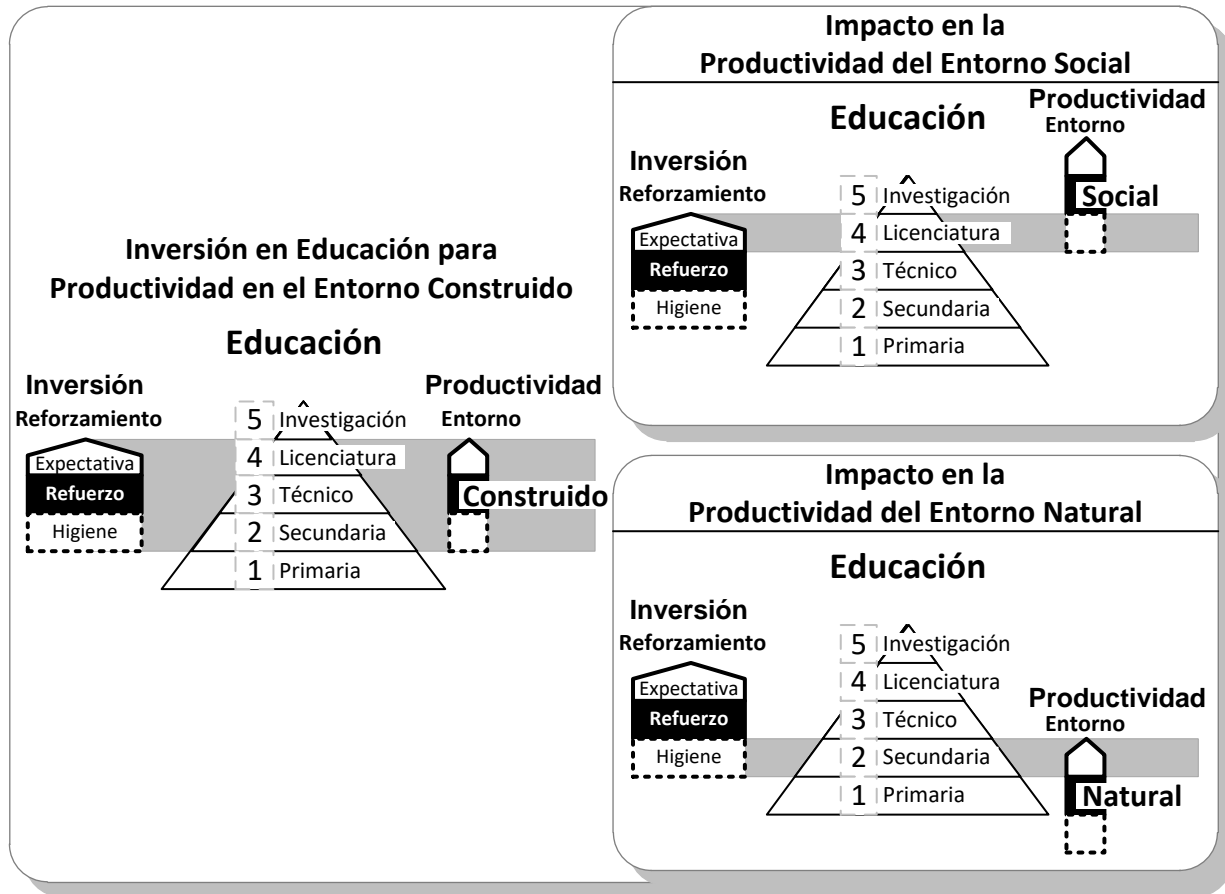 Inversión en Educación para
Productividad en el Entorno Construido
Educación
Inversión
Reforzamiento
Productividad
Entorno
Expectativa
Refuerzo
Higiene
5 Investigación
4 Licenciatura
3 Técnico
2 Secundaria
1 Primaria
Construido
Impacto en la
Productividad del Entorno Social
Educación
Productividad
Entorno
Inversión
Reforzamiento
Expectativa
Refuerzo
Higiene
5 Investigación
4 Licenciatura
3 Técnico
2 Secundaria
1 Primaria
Social
Impacto en la
Productividad del Entorno Natural
Educación
Inversión
Reforzamiento
Expectativa
Refuerzo
Higiene
5 Investigación
4 Licenciatura
3 Técnico
2 Secundaria
1 Primaria
Productividad
Entorno
Natural